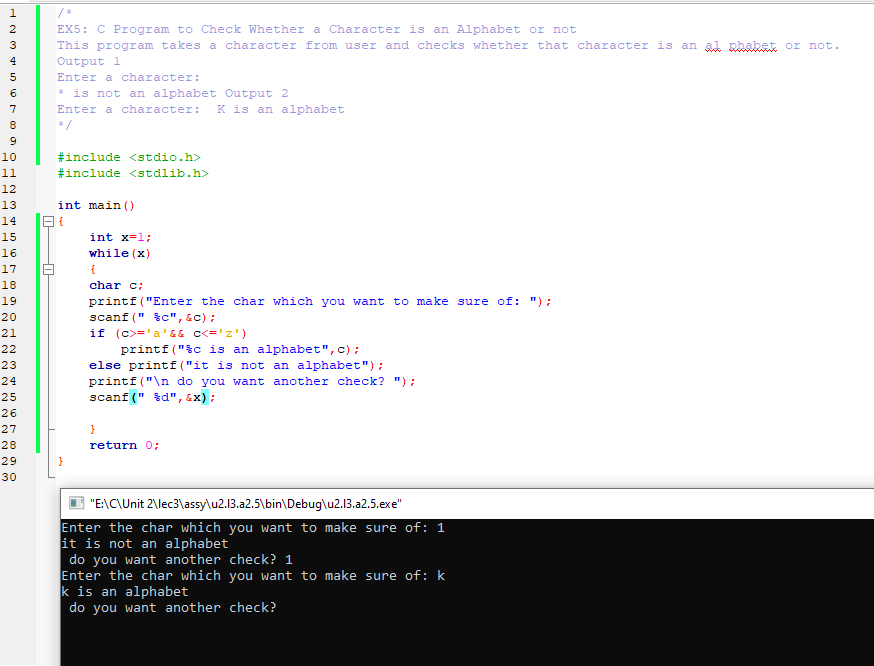 1 /*
2 EX5: C Program to Check Whether a Character is an Alphabet or not
3 This program takes a character from user and checks whether that character is an al phabet or not.
4 Output 1
5 Enter a character:
6 * is not an alphabet Output 2
7 Enter a character:  K is an alphabet
8 */
9
10 #include <stdio.h>
11 #include <stdlib.h>
12
13 int main()
14 {
15 int x=1;
16 while(x)
17 {
18 char c;
19 printf("Enter the char which you want to make sure of: ");
20 scanf(" %c",&c);
21 if (c>='a'&& c<='z')
22 printf("%c is an alphabet",c);
23 else printf("it is not an alphabet");
24 printf("\n do you want another check? ");
25 scanf(" %d",&x);
26
27 }
28 return 0;
29 }
30
"E:\C\Unit 2\lec3\assy\u2.l3.a2.5\bin\Debug\u2.l3.a2.5.exe"
Enter the char which you want to make sure of: 1
it is not an alphabet
do you want another check? 1
Enter the char which you want to make sure of: k
k is an alphabet
do you want another check?